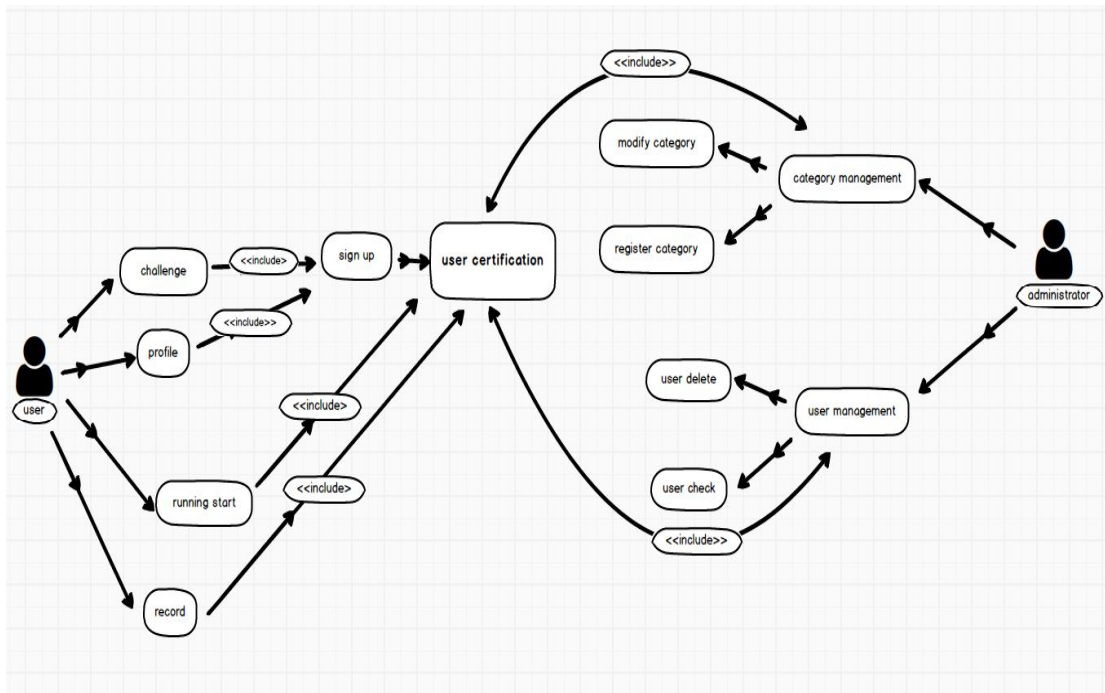 <<include>>
modify category
category management
register category
sign up
user certification
challenge
<<include>
<<include>>
profile
user
administrator
user delete
user management
<<include>
<<include>
running start
user check
<<include>>
record